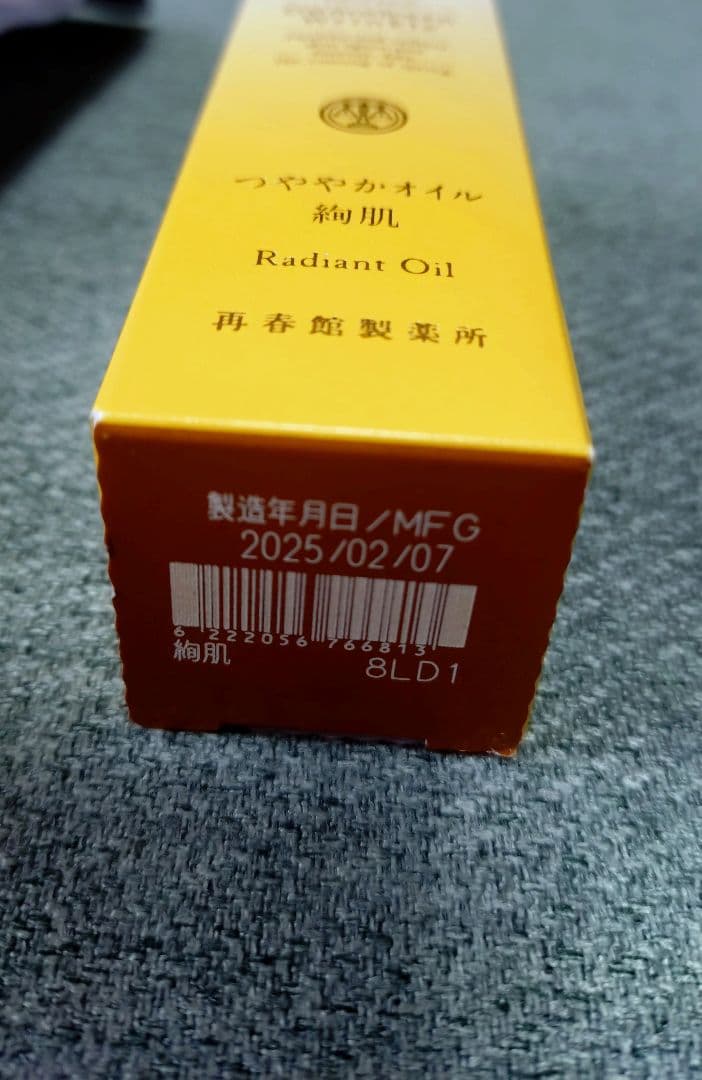 つややかオイル
絢肌
Radiant Oil
再春館製薬所
製造年月日/MFG
2025/02/07
6 222056 766813
絢肌 8LD1